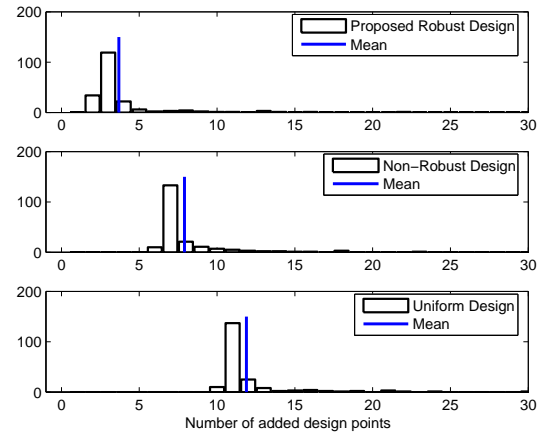 200
100
0
0 5 10 15 20 25 30
Proposed Robust Design
Mean
200
100
0
0 5 10 15 20 25 30
Non−Robust Design
Mean
200
100
0
0 5 10 15 20 25 30
Uniform Design
Mean
Number of added design points